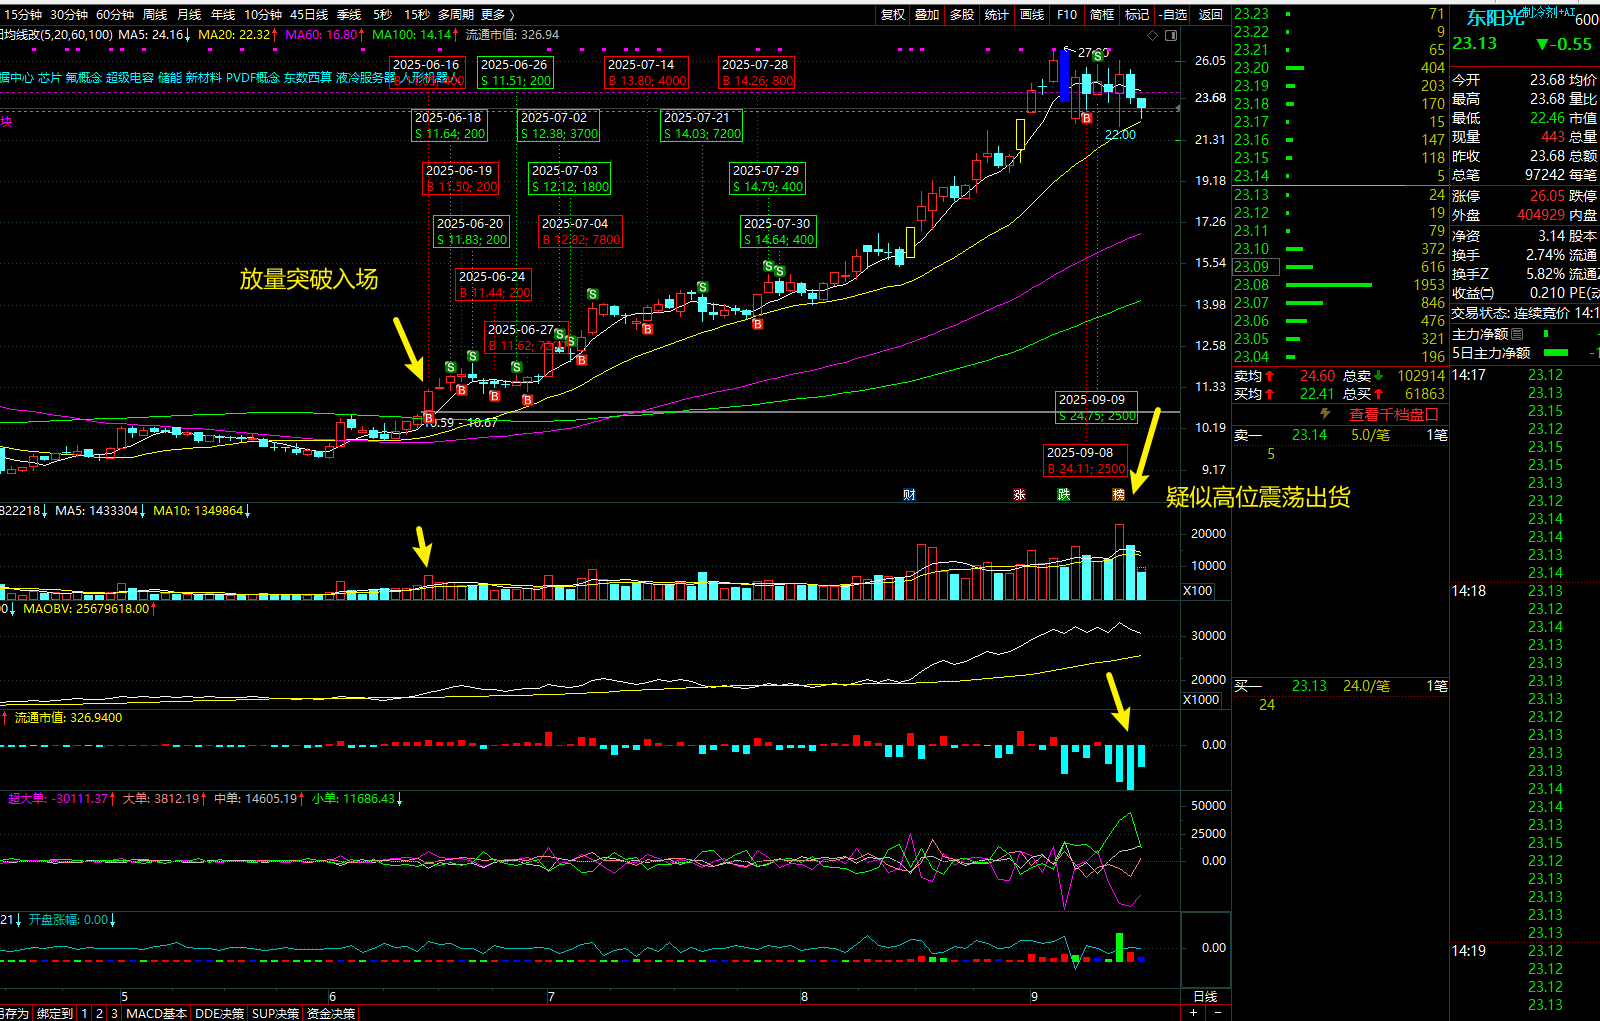 15分钟 30分钟 60分钟 周线 月线 年线 10分钟 45日线 季线 5秒 15秒 多周期 更多 〉
复权 叠加 多股 统计 画线 F10 简框 标记 -自选 返回
日均线改(5,20,60,100) MA5: 24.16↓ MA20: 22.32↑ MA60: 16.80↑ MA100: 14.14↑ 流通市值: 326.94
据中心 芯片 氟概念 超级电容 储能 新材料 PVDF概念 东数西算 液冷服务器 人形机器人
块
2025-06-16
2025-06-26
S 11.51; 200
2025-07-14
B 13.80; 4000
2025-07-28
B 14.26; 800
2025-06-18
S 11.64; 200
2025-07-02
S 12.38; 3700
2025-07-21
S 14.03; 7200
2025-06-19
B 11.50; 200
2025-07-03
S 12.12; 1800
2025-07-29
S 14.79; 400
2025-06-20
S 11.83; 200
2025-07-04
B 12.82; 7800
2025-07-30
S 14.64; 400
2025-06-24
B 11.44; 200
2025-06-27
放量突破入场
22.00
10.59 - 10.67
2025-09-09
S 24.75; 2500
2025-09-08
B 24.11; 2500
财 涨 跌 榜
疑似高位震荡出货
26.05
23.68
21.31
19.18
17.26
15.54
13.98
12.58
11.33
10.19
9.17
822218↓ MA5: 1433304↓ MA10: 1349864↓
20000
10000
X100
00↓ MAOBV: 25679618.00↑
30000
20000
X1000
↑ 流通市值: 326.9400
0.00
超大单: -30111.37↑ 大单: 3812.19↑ 中单: 14605.19↑ 小单: 11686.43↓
50000
25000
0.00
21↓ 开盘涨幅: 0.00↓
0.00
5 6 7 8 9 日线
另存为 绑定到 1 2 3 MACD基本 DDE决策 SUP决策 资金决策
+ -
23.23 71
23.22 9
23.21 65
23.20 404
23.19 203
23.18 170
23.17 15
23.16 147
23.15 118
23.14 5
23.13 24
23.12 19
23.11 79
23.10 372
23.09 616
23.08 1953
23.07 846
23.06 476
23.05 321
23.04 196
卖均↑ 24.60 总卖↓ 102914
买均↑ 22.41 总买↑ 61863
查看千档盘口
卖一 23.14 5.0/笔 1笔
5
买一 23.13 24.0/笔 1笔
24
东阳光 制冷剂+AI 600
23.13 ▼-0.55
今开 23.68 均价
最高 23.68 量比
最低 22.46 市值
现量 443 总量
昨收 23.68 总额
总笔 97242 每笔
涨停 26.05 跌停
外盘 404929 内盘
净资 3.14 股本
换手 2.74% 流通
换手Z 5.82% 流通Z
收益㈡ 0.210 PE(动
交易状态: 连续竞价 14:1
主力净额
5日主力净额 -1
14:17 23.12
23.13
23.15
23.12
23.15
23.15
23.13
23.12
23.14
23.14
23.13
23.14
14:18 23.13
23.12
23.14
23.13
23.13
23.13
23.13
23.12
23.13
23.13
23.13
23.14
23.14
23.13
23.15
23.12
23.13
23.13
23.13
23.13
14:19 23.12
23.12
23.12
23.13